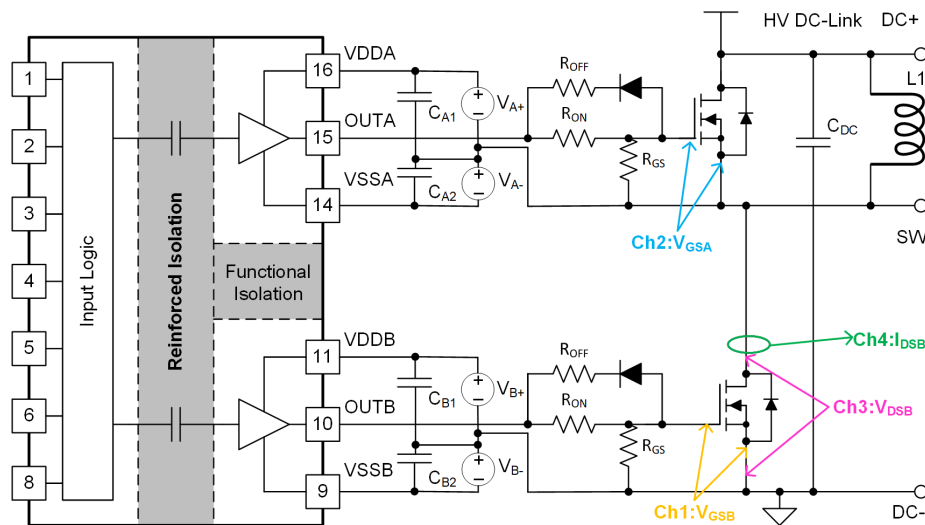 HV DC-Link
DC+
1
2
3
4
5
6
8
Input Logic
Reinforced Isolation
Functional
Isolation
16
VDDA
15
OUTA
VSSA
14
CA1
CA2
VA+
VA-
ROFF
RON
RGS
Ch2:VGSA
CDC
L1
SW
11
VDDB
10
OUTB
VSSB
9
CB1
CB2
VB+
VB-
ROFF
RON
RGS
Ch4:IDSB
Ch3:VDSB
Ch1:VGSB
DC-